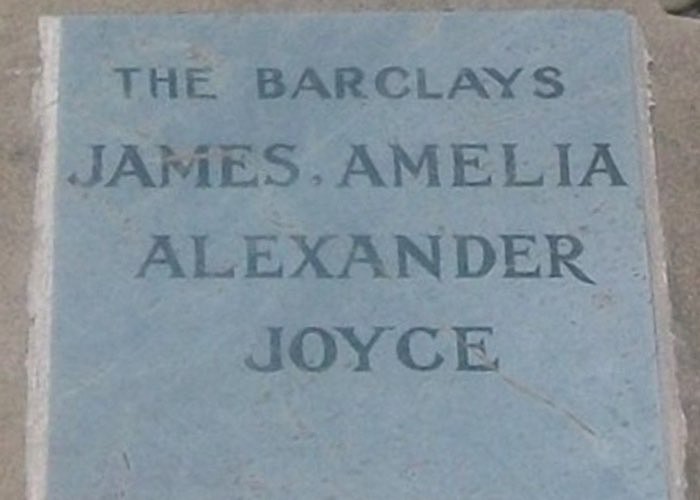 THE BARCLAYS
JAMES, AMELIA
ALEXANDER
JOYCE